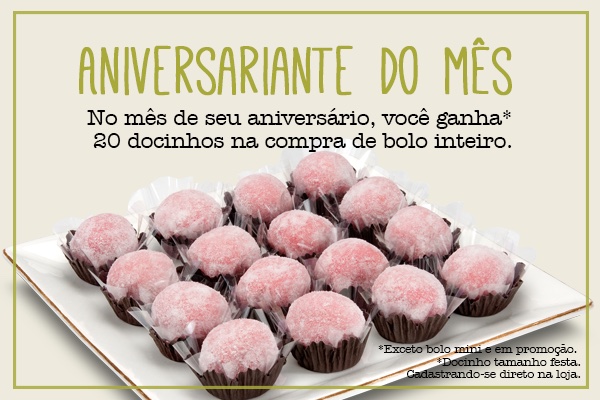 ANIVERSARIANTE DO MÊS
No mês de seu aniversário, você ganha*
20 docinhos na compra de bolo inteiro.
*Exceto bolo mini e em promoção.
*Docinho tamanho festa.
Cadastrando-se direto na loja.